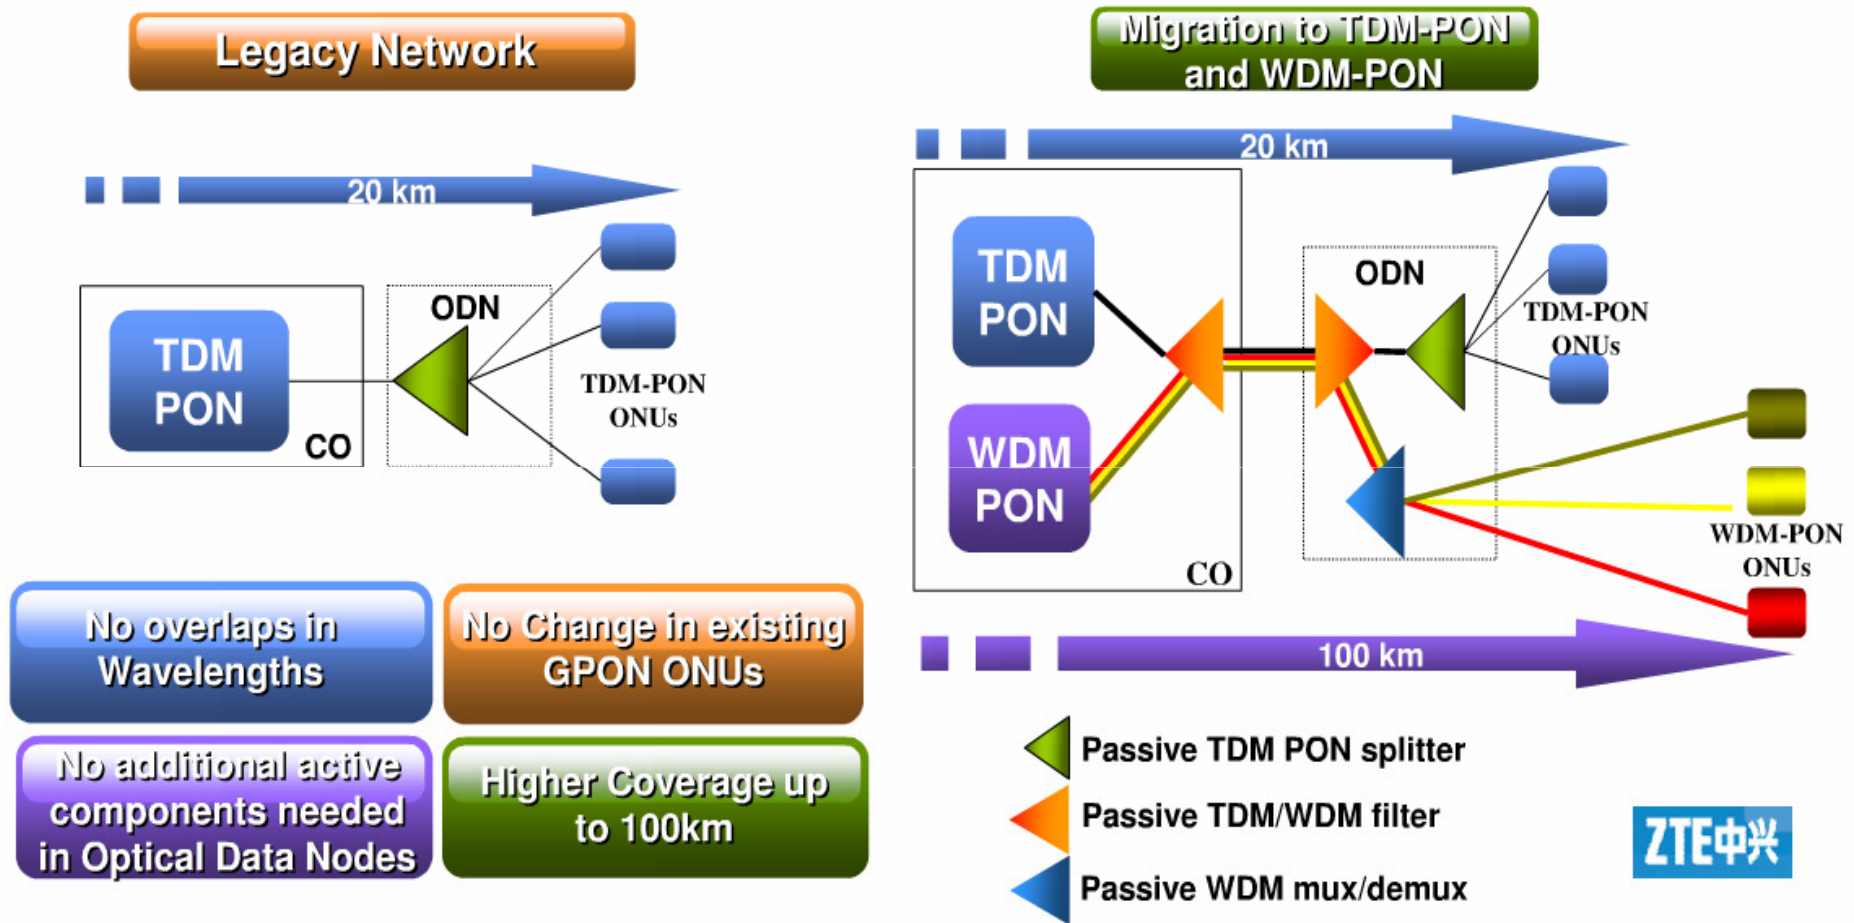 Legacy Network
20 km
TDM
PON
CO
ODN
TDM-PON
ONUs
Migration to TDM-PON
and WDM-PON
20 km
TDM
PON
WDM
PON
CO
ODN
TDM-PON
ONUs
WDM-PON
ONUs
100 km
No overlaps in
Wavelengths
No Change in existing
GPON ONUs
No additional active
components needed
in Optical Data Nodes
Higher Coverage up
to 100km
Passive TDM PON splitter
Passive TDM/WDM filter
Passive WDM mux/demux
ZTE中兴